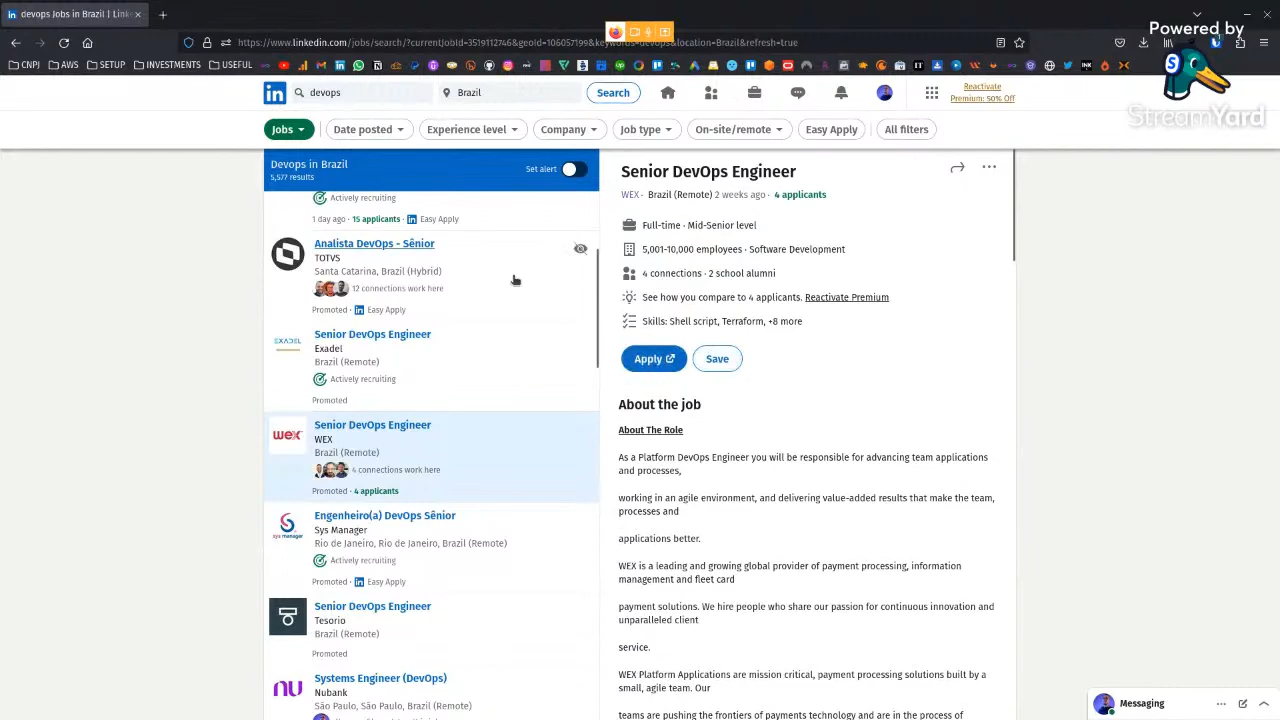 devops Jobs in Brazil | Link
https://www.linkedin.com/jobs/search/?currentJobId=3519112746&geoId=106057199&keywords=devops&location=Brazil&refresh=true
Powered by
StreamYard
CNPJ
AWS
SETUP
INVESTMENTS
USEFUL
INK
in
devops
Brazil
Search
Reactivate
Premium: 50% Off
Jobs
Date posted
Experience level
Company
Job type
On-site/remote
Easy Apply
All filters
Devops in Brazil
5,577 results
Set alert
Actively recruiting
1 day ago · 15 applicants · in Easy Apply
Analista DevOps - Sênior
TOTVS
Santa Catarina, Brazil (Hybrid)
12 connections work here
Promoted · in Easy Apply
EXADEL
Senior DevOps Engineer
Exadel
Brazil (Remote)
Actively recruiting
Promoted
wex
Senior DevOps Engineer
WEX
Brazil (Remote)
4 connections work here
Promoted · 4 applicants
sys manager
Engenheiro(a) DevOps Sênior
Sys Manager
Rio de Janeiro, Rio de Janeiro, Brazil (Remote)
Actively recruiting
Promoted · in Easy Apply
Senior DevOps Engineer
Tesorio
Brazil (Remote)
Promoted
nu
Systems Engineer (DevOps)
Nubank
São Paulo, São Paulo, Brazil (Remote)
Senior DevOps Engineer
WEX · Brazil (Remote) 2 weeks ago · 4 applicants
Full-time · Mid-Senior level
5,001-10,000 employees · Software Development
4 connections · 2 school alumni
See how you compare to 4 applicants. Reactivate Premium
Skills: Shell script, Terraform, +8 more
Apply
Save
About the job
About The Role
As a Platform DevOps Engineer you will be responsible for advancing team applications
and processes,
working in an agile environment, and delivering value-added results that make the team,
processes and
applications better.
WEX is a leading and growing global provider of payment processing, information
management and fleet card
payment solutions. We hire people who share our passion for continuous innovation and
unparalleled client
service.
WEX Platform Applications are mission critical, payment processing solutions built by a
small, agile team. Our
teams are pushing the frontiers of payments technology and are in the process of
Messaging